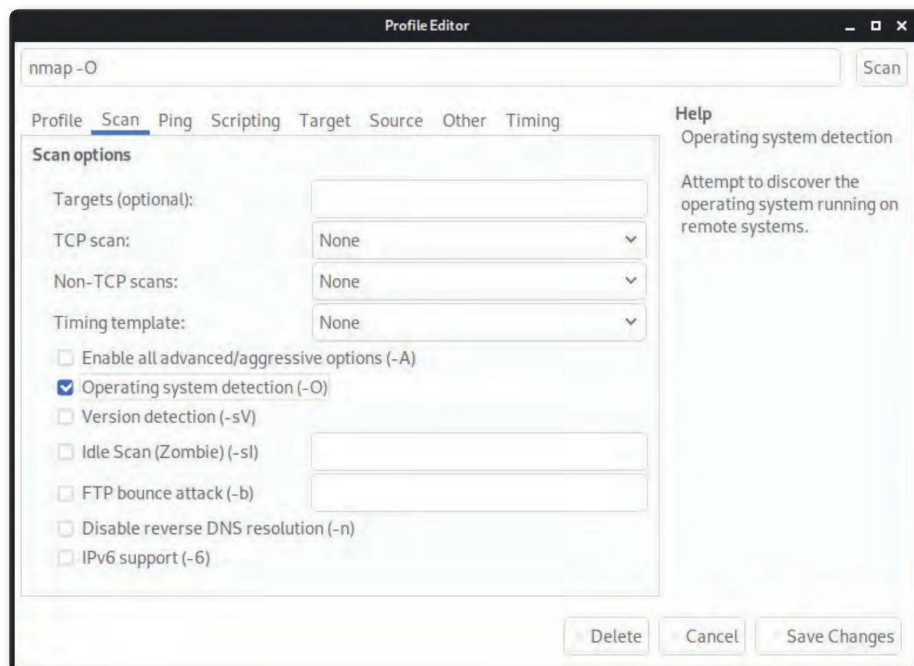 Profile Editor
nmap -O
Scan
Profile Scan Ping Scripting Target Source Other Timing
Scan options
Targets (optional):
TCP scan: None
Non-TCP scans: None
Timing template: None
Enable all advanced/aggressive options (-A)
Operating system detection (-O)
Version detection (-sV)
Idle Scan (Zombie) (-sI)
FTP bounce attack (-b)
Disable reverse DNS resolution (-n)
IPv6 support (-6)
Help
Operating system detection
Attempt to discover the
operating system running on
remote systems.
Delete Cancel Save Changes